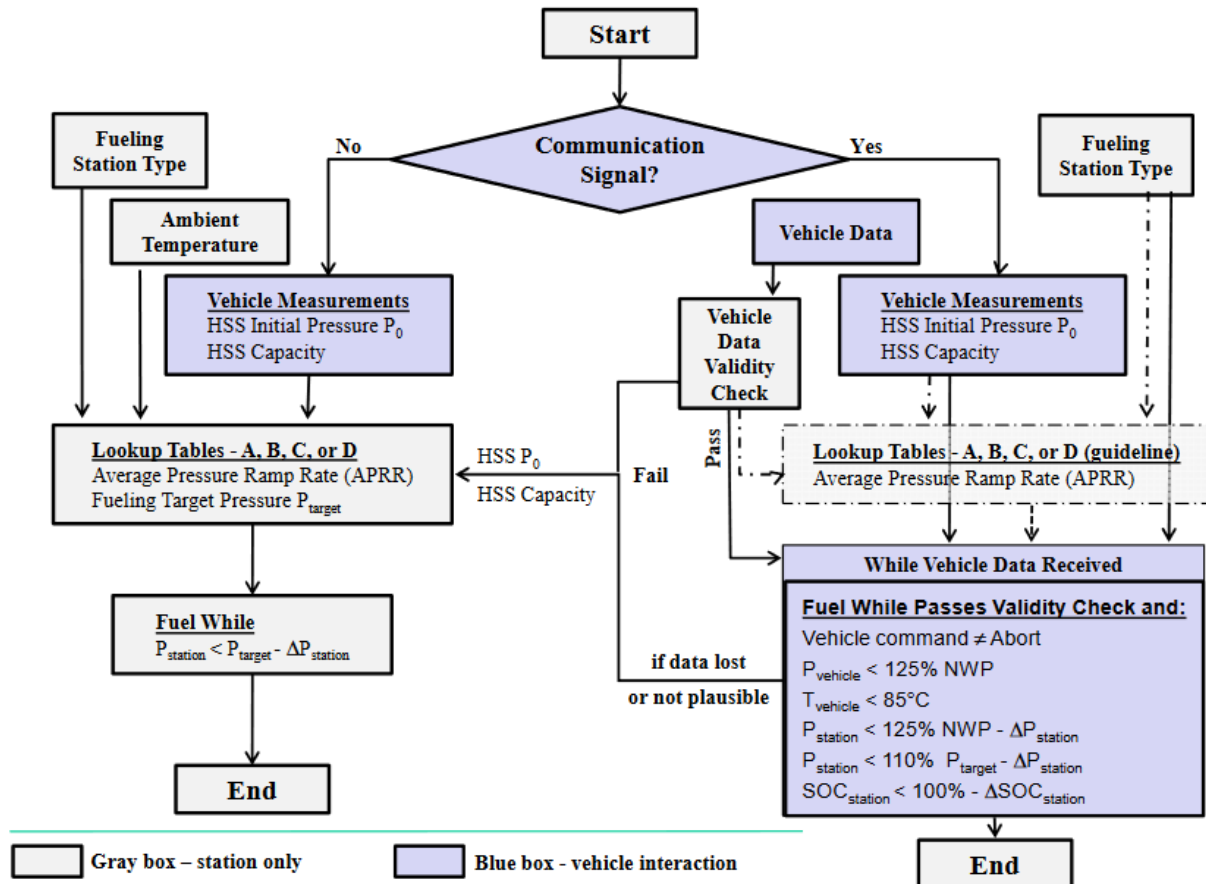 Start
Communication
Signal?
No
Yes
Fueling
Station Type
Ambient
Temperature
Vehicle Measurements
HSS Initial Pressure P0
HSS Capacity
Lookup Tables - A, B, C, or D
Average Pressure Ramp Rate (APRR)
Fueling Target Pressure Ptarget
Fuel While
Pstation < Ptarget - ΔPstation
End
Vehicle Data
Vehicle
Data
Validity
Check
Fail
Pass
HSS P0
HSS Capacity
Fueling
Station Type
Vehicle Measurements
HSS Initial Pressure P0
HSS Capacity
Lookup Tables - A, B, C, or D (guideline)
Average Pressure Ramp Rate (APRR)
While Vehicle Data Received
Fuel While Passes Validity Check and:
Vehicle command ≠ Abort
Pvehicle < 125% NWP
Tvehicle < 85°C
Pstation < 125% NWP - ΔPstation
Pstation < 110% Ptarget - ΔPstation
SOCstation < 100% - ΔSOCstation
if data lost
or not plausible
End
Gray box – station only
Blue box - vehicle interaction